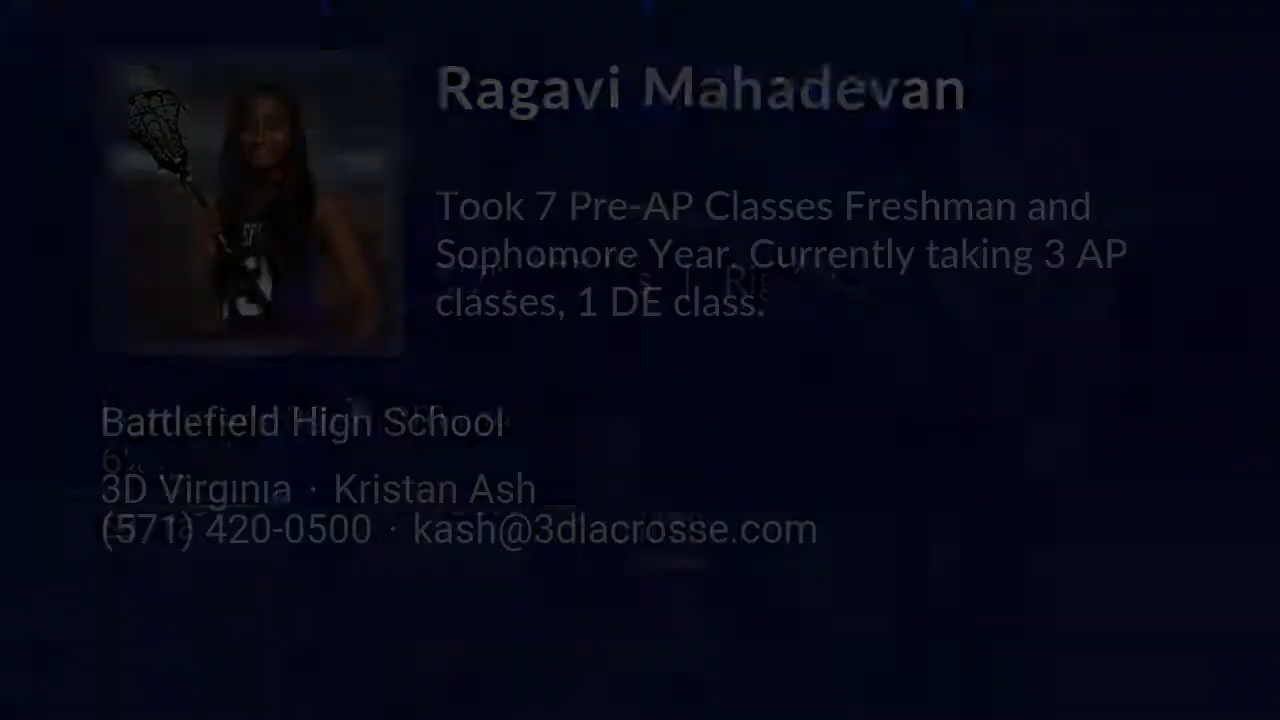 Ragavi Mahadevan
Took 7 Pre-AP Classes Freshman and
Sophomore Year. Currently taking 3 AP
classes, 1 DE class.
Battlefield High School
3D Virginia · Kristan Ash
(571) 420-0500 · kash@3dlacrosse.com